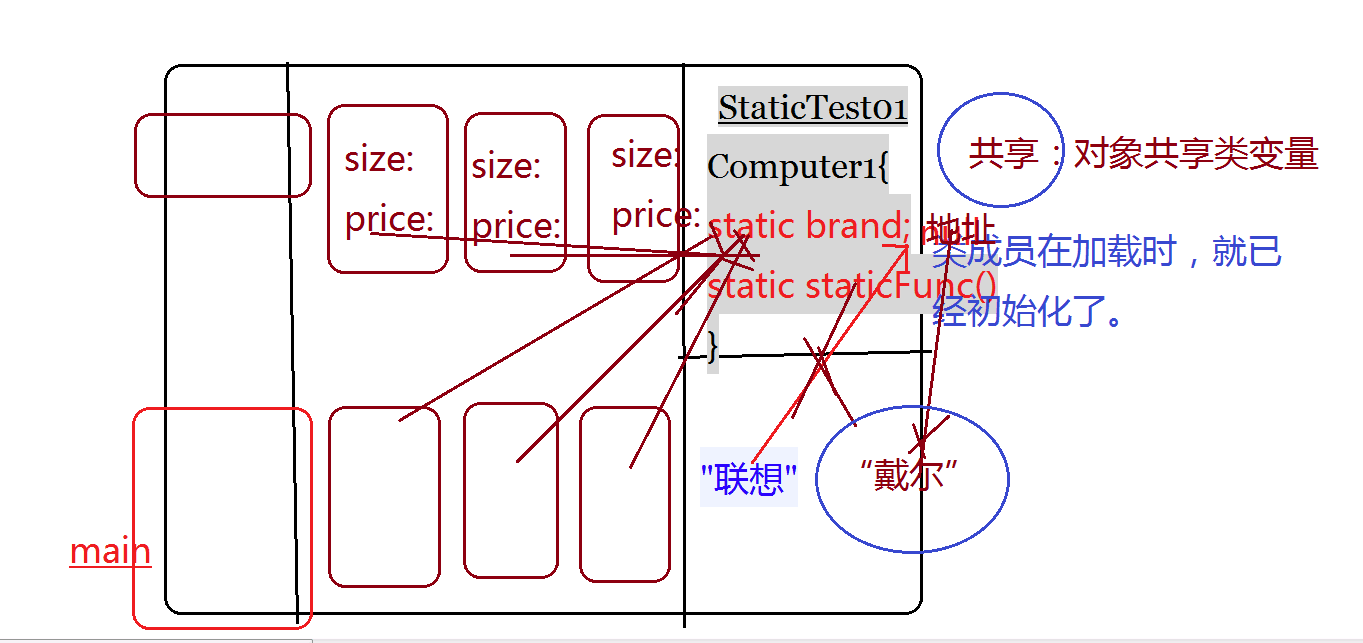 StaticTest01
size:
size:
size:
共享：对象共享类变量
Computer1{
price:
price:
price:
static brand;
地址
类成员在加载时，就已
static staticFunc()
经初始化了。
}
"联想"
“戴尔”
main